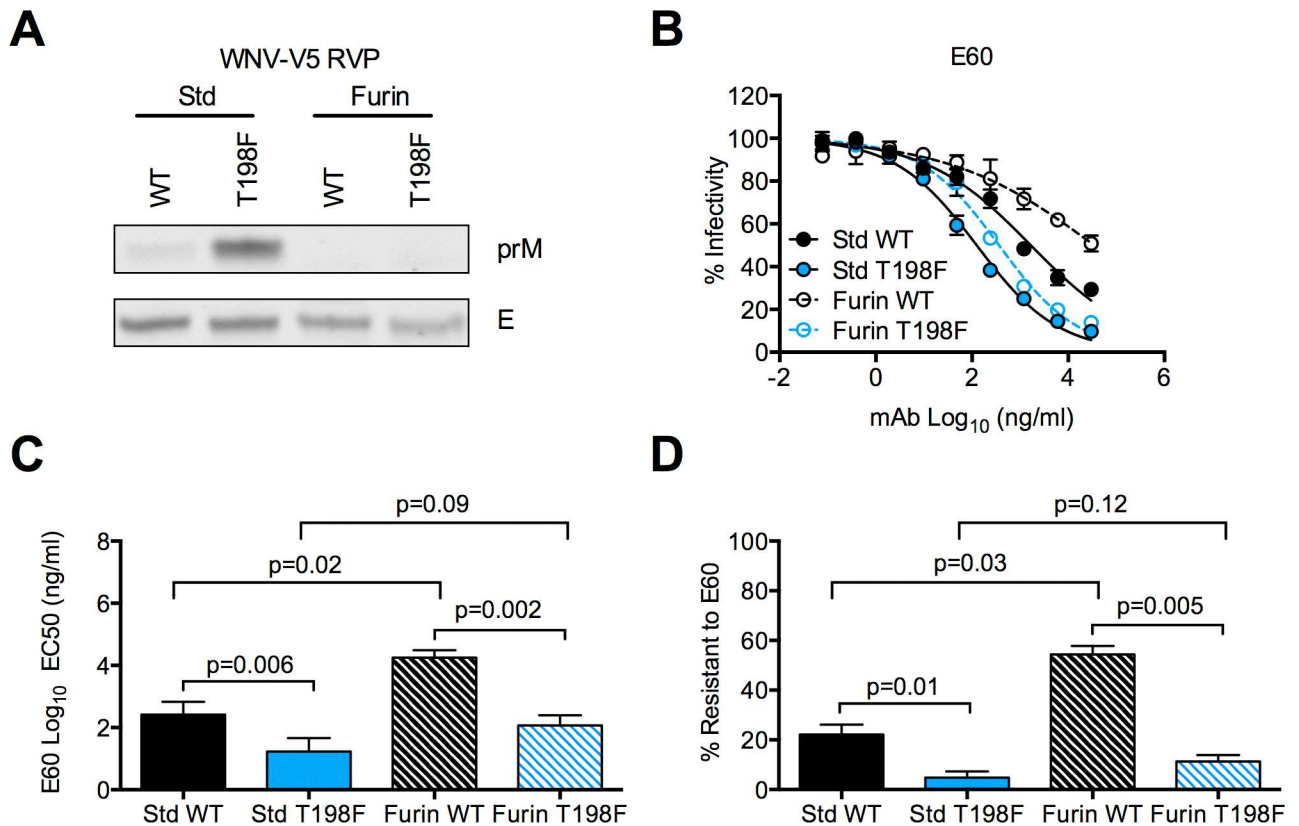 A
WNV-V5 RVP
Std Furin
WT T198F WT T198F
prM
E
B
E60
120
100
80
60
40
20
0
% Infectivity
Std WT
Std T198F
Furin WT
Furin T198F
-2 0 2 4 6
mAb Log10 (ng/ml)
C
p=0.09
p=0.02
p=0.002
p=0.006
8
6
4
2
0
E60 Log10 EC50 (ng/ml)
Std WT Std T198F Furin WT Furin T198F
D
p=0.12
p=0.03
p=0.005
p=0.01
100
80
60
40
20
0
% Resistant to E60
Std WT Std T198F Furin WT Furin T198F